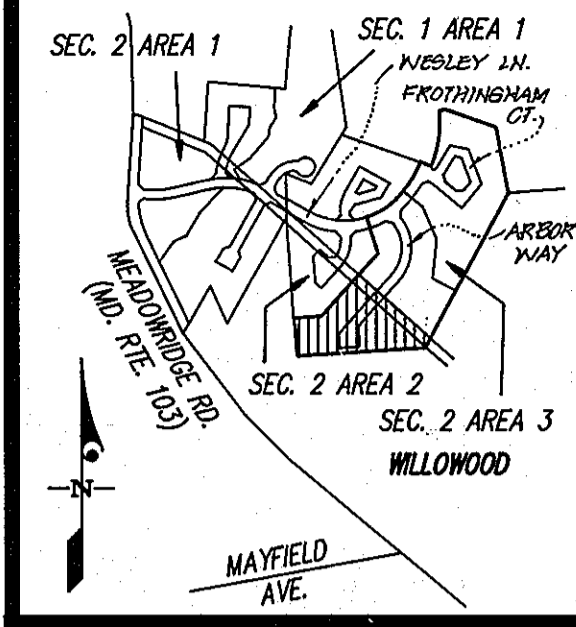 SEC. 2 AREA 1
SEC. 1 AREA 1
WESLEY LN.
FROTHINGHAM
CT.
ARBOR
WAY
MEADOWRIDGE RD.
(MD. RTE. 103)
SEC. 2 AREA 2
SEC. 2 AREA 3
WILLOWOOD
N
MAYFIELD
AVE.